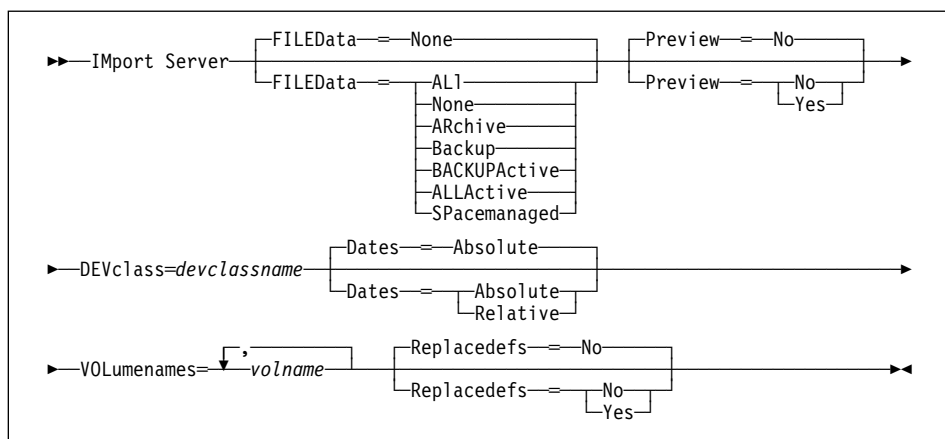 FILEData = None
Preview = No
IMport Server
FILEData = ALl
Preview = No
None
Yes
ARchive
Backup
BACKUPActive
ALLActive
SPacemanaged
Dates = Absolute
DEVclass=devclassname
Dates = Absolute
Relative
,
Replacedefs = No
VOLumenames= volname
Replacedefs = No
Yes